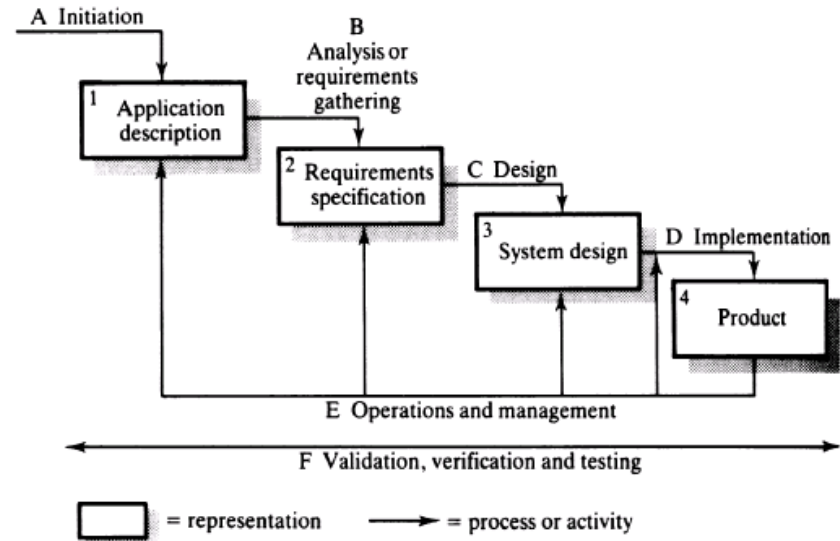 A Initiation
B
Analysis or
requirements
gathering
1
Application
description
2
Requirements
specification
C Design
3
System design
D Implementation
4
Product
E Operations and management
F Validation, verification and testing
= representation
= process or activity